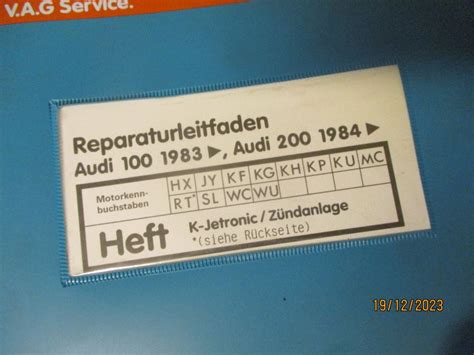 V.A.G Service.
Reparaturleitfaden
Audi 100 1983 ▶, Audi 200 1984 ▶
Motorkenn-
buchstaben
HX JY KF KG KH KP KU MC
RT* SL WC WU
Heft K-Jetronic/Zündanlage
*(siehe Rückseite)
19/12/2023